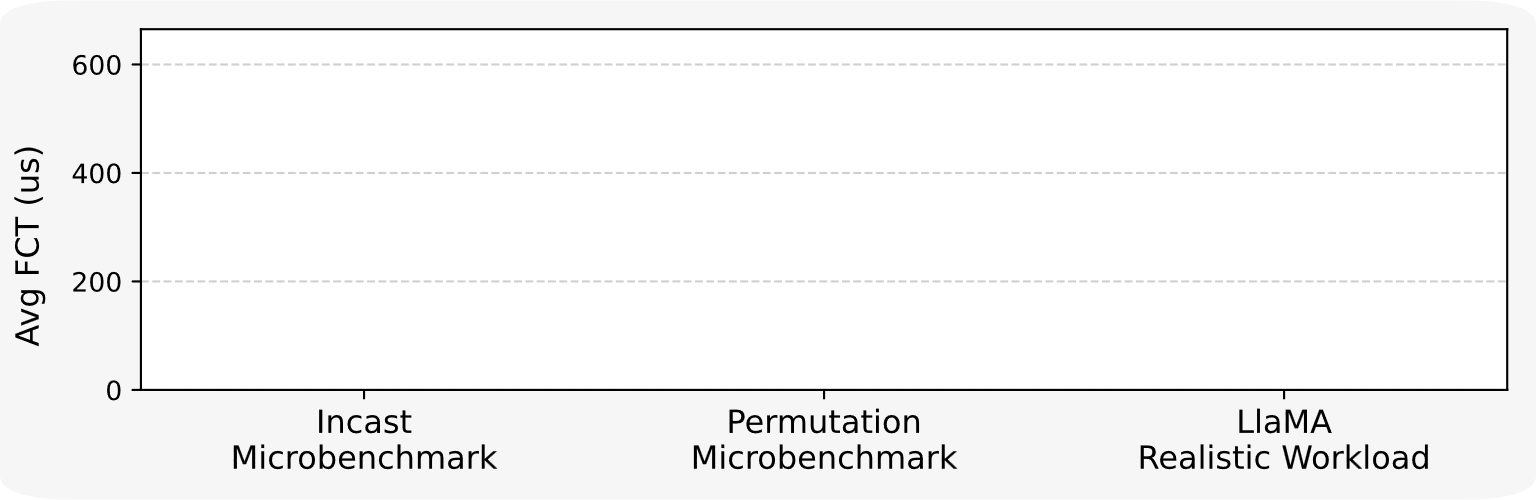 Avg FCT (us)
600
400
200
0
Incast
Microbenchmark
Permutation
Microbenchmark
LlaMA
Realistic Workload